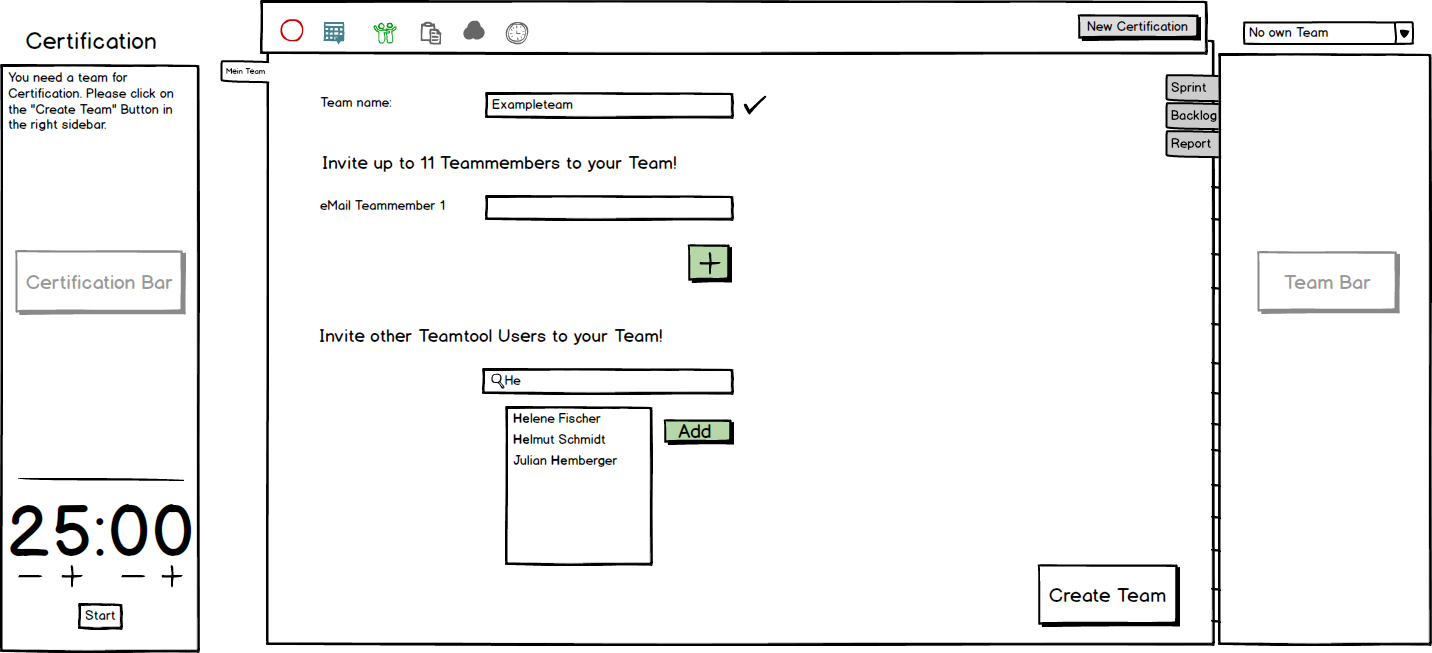 Certification
You need a team for
Certification. Please click on
the "Create Team" Button in
the right sidebar.
Certification Bar
25:00
− + − +
Start
New Certification
Mein Team
Team name:
Exampleteam
Invite up to 11 Teammembers to your Team!
eMail Teammember 1
+
Invite other Teamtool Users to your Team!
He
Helene Fischer
Helmut Schmidt
Julian Hemberger
Add
Create Team
Sprint
Backlog
Report
No own Team
Team Bar